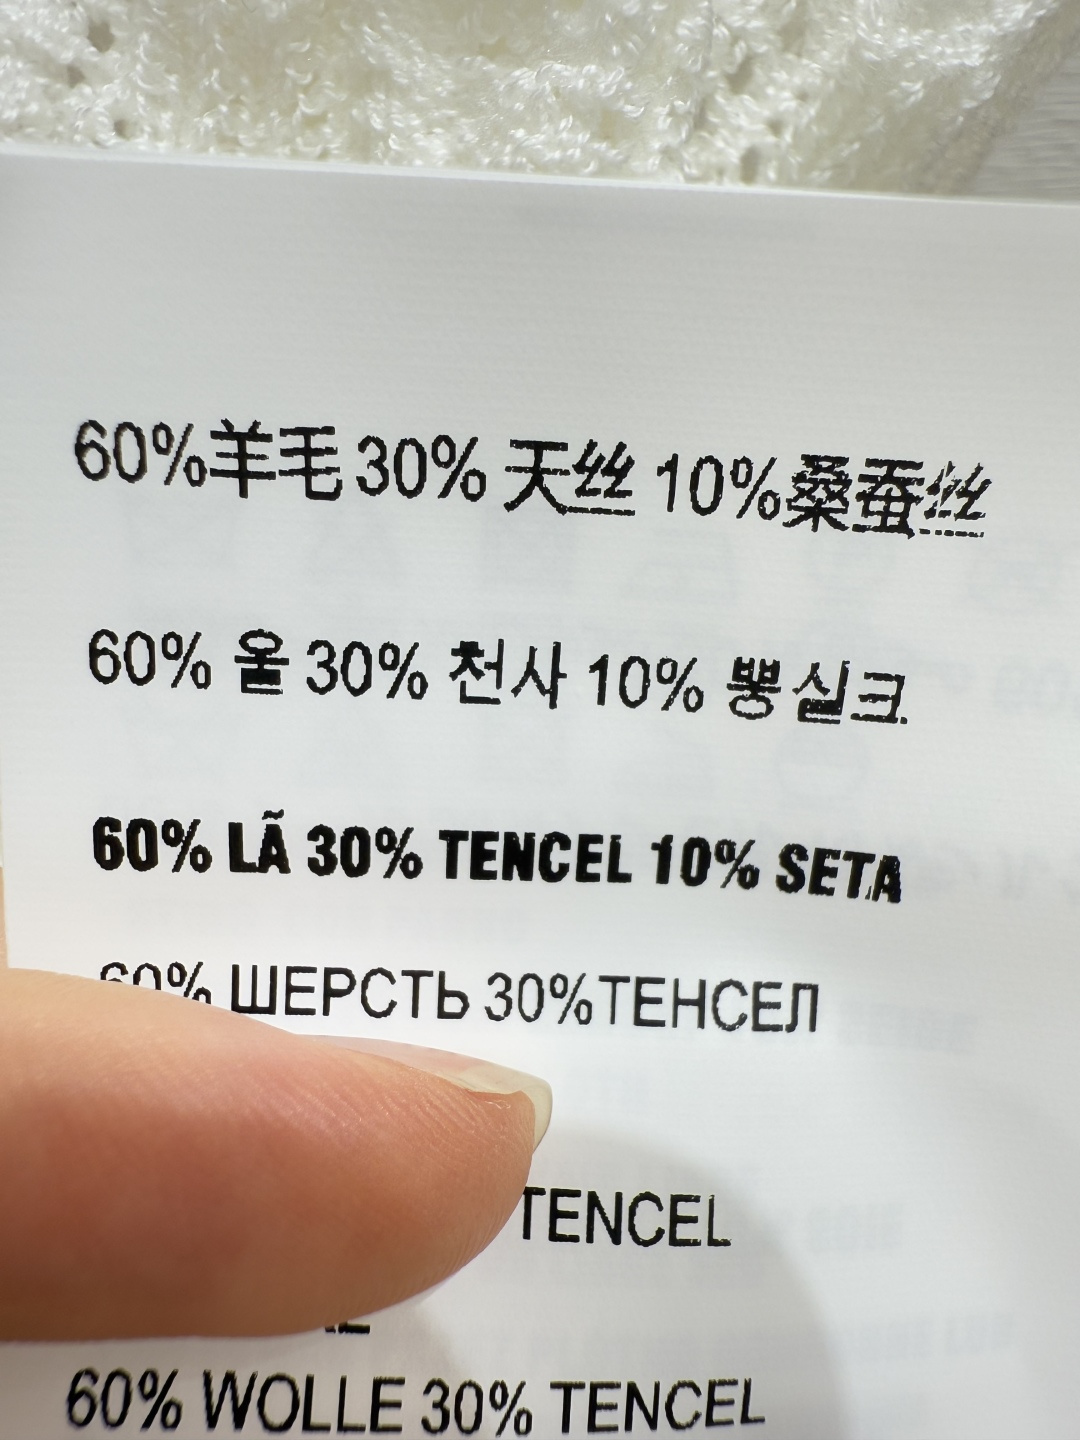 60%羊毛 30% 天丝 10%桑蚕丝
60% 울 30% 천사 10% 뽕 실크
60% LÃ 30% TENCEL 10% SETA
60% ШЕРСТЬ 30%ТЕНСЕЛ
TENCEL
60% WOLLE 30% TENCEL